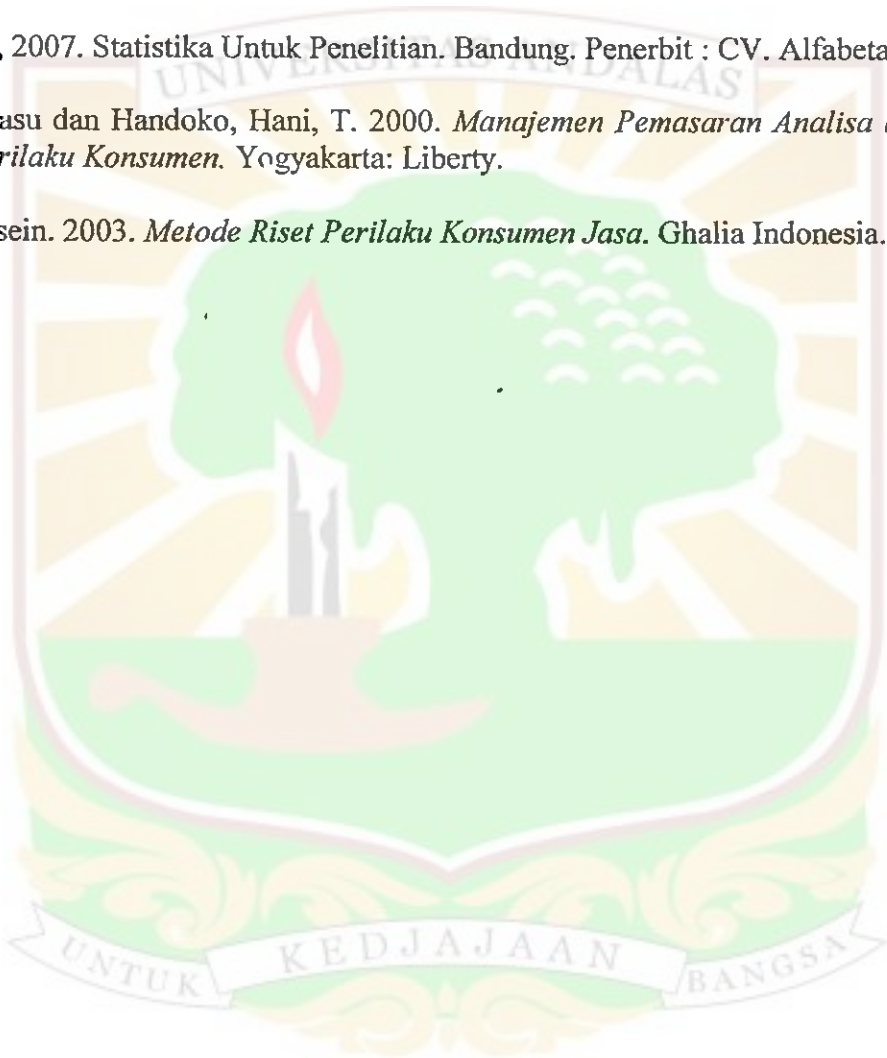 , 2007. Statistika Untuk Penelitian. Bandung. Penerbit : CV. Alfabeta
UNIVERSITAS ANDALAS
asu dan Handoko, Hani, T. 2000. Manajemen Pemasaran Analisa
rilaku Konsumen. Yogyakarta: Liberty.
sein. 2003. Metode Riset Perilaku Konsumen Jasa. Ghalia Indonesia.
UNTUK KEDJAJAAN BANGSA